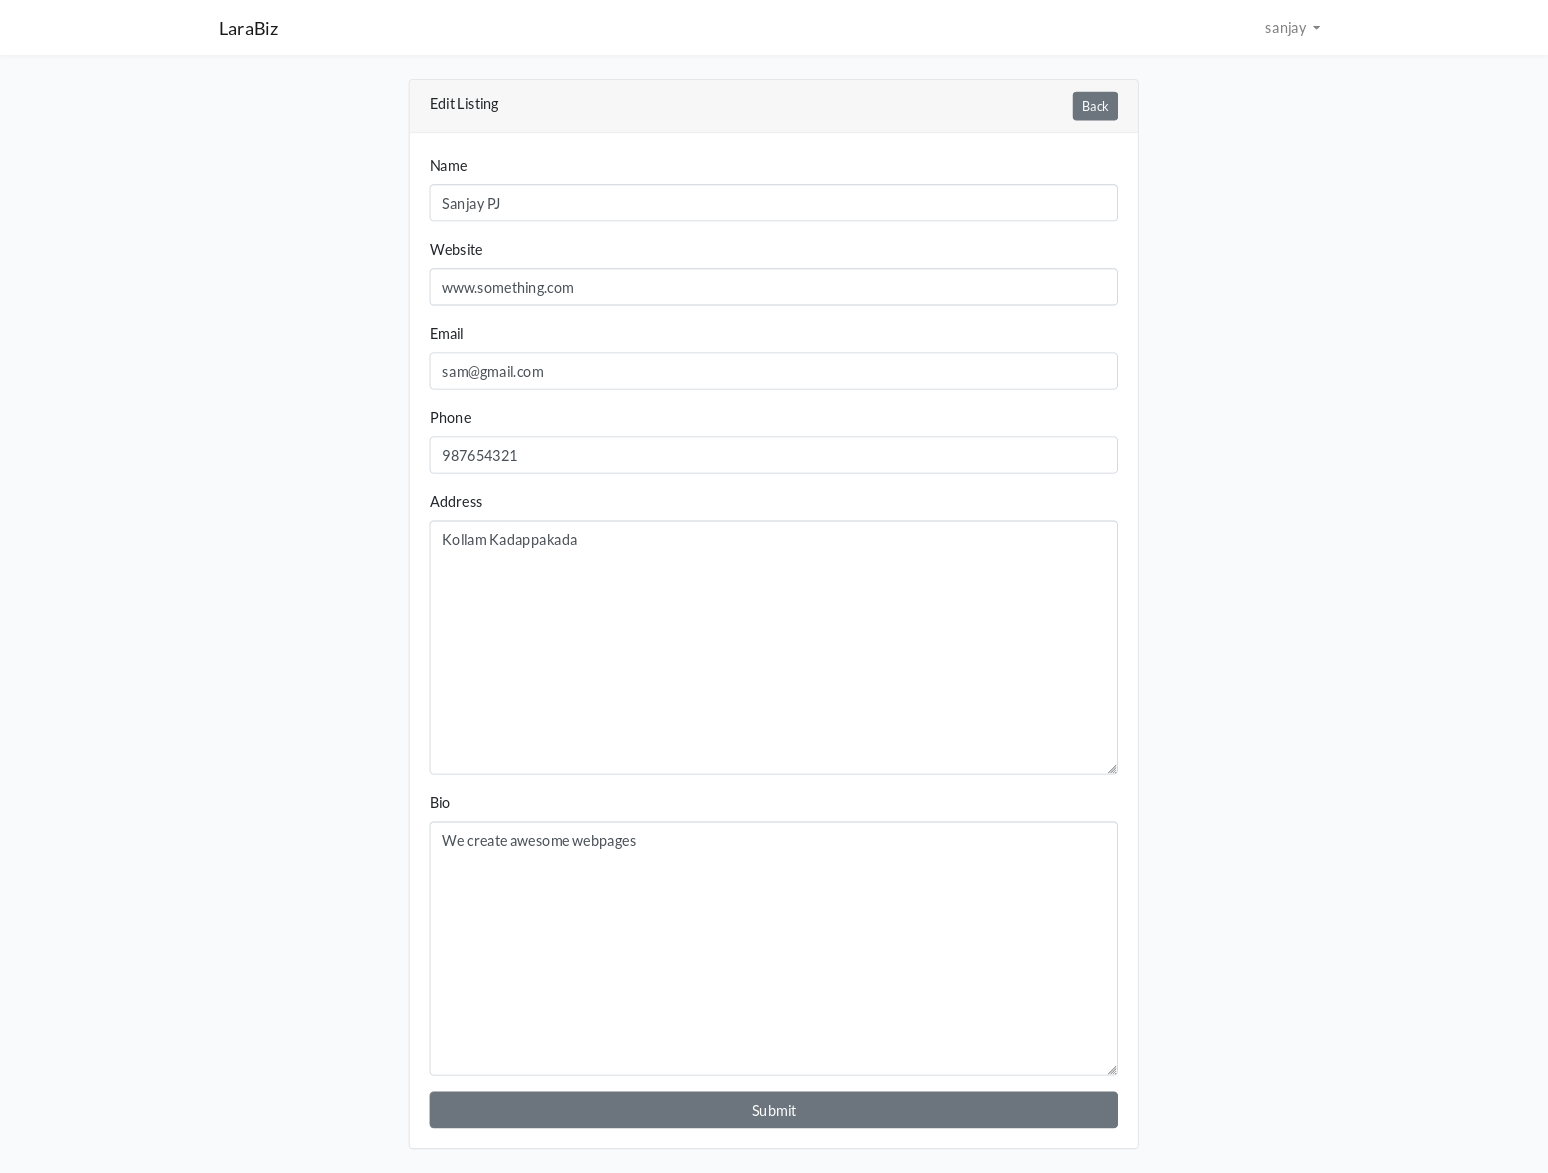 LaraBiz
sanjay
Edit Listing
Back
Name
Sanjay PJ
Website
www.something.com
Email
sam@gmail.com
Phone
987654321
Address
Kollam Kadappakada
Bio
We create awesome webpages
Submit